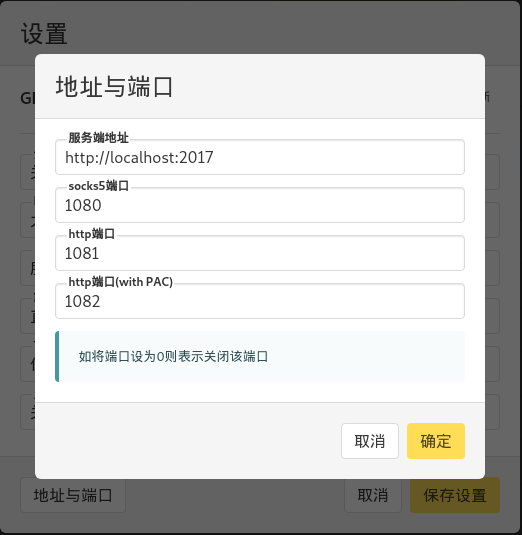 设置
地址与端口
服务端地址
http://localhost:2017
socks5端口
1080
http端口
1081
http端口(with PAC)
1082
如将端口设为0则表示关闭该端口
取消
确定
地址与端口
取消
保存设置